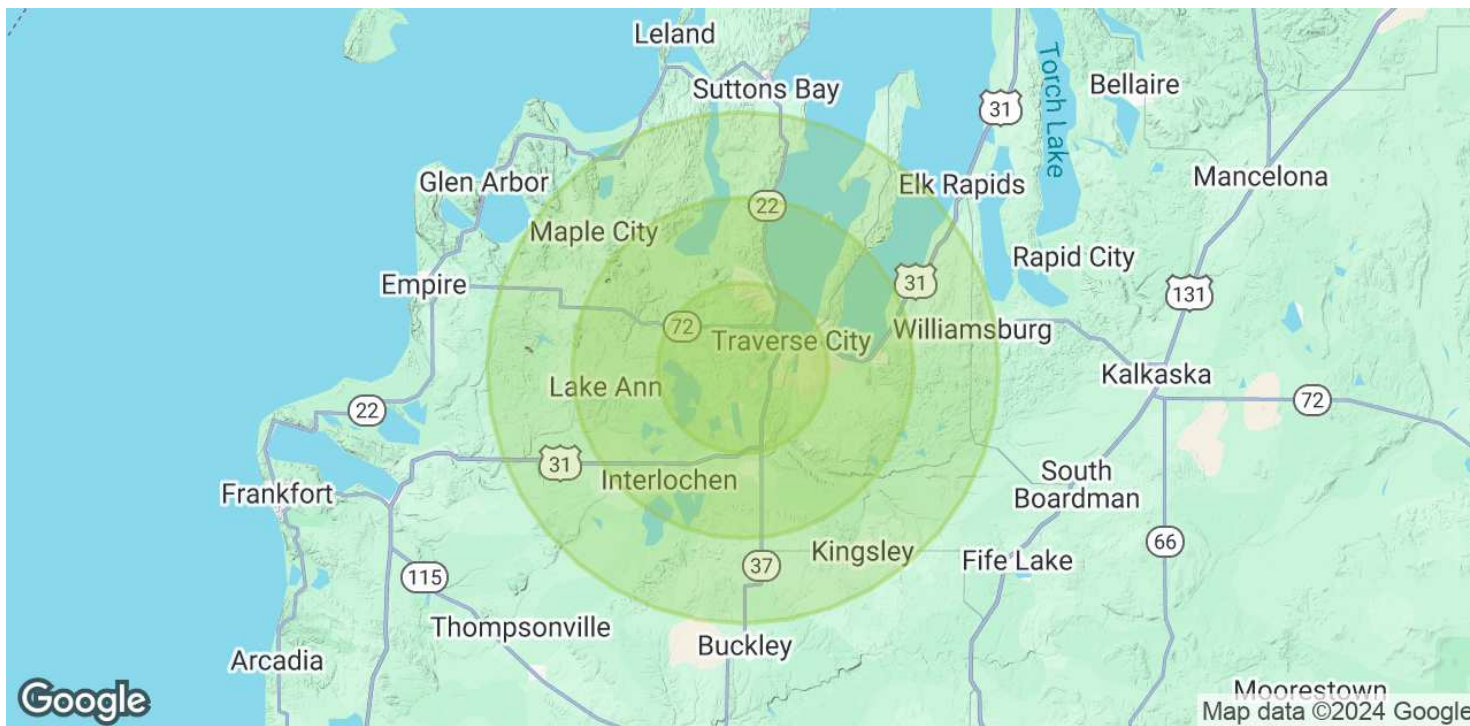 Leland
Suttons Bay
31
Torch Lake
Bellaire
Glen Arbor
22
Elk Rapids
Mancelona
Maple City
Rapid City
Empire
31
131
72
Traverse City
Williamsburg
Lake Ann
Kalkaska
22
72
31
Interlochen
South
Boardman
Frankfort
Kingsley
Fife Lake
66
37
115
Thompsonville
Buckley
Arcadia
Moorestown
Google
Map data ©2024 Google